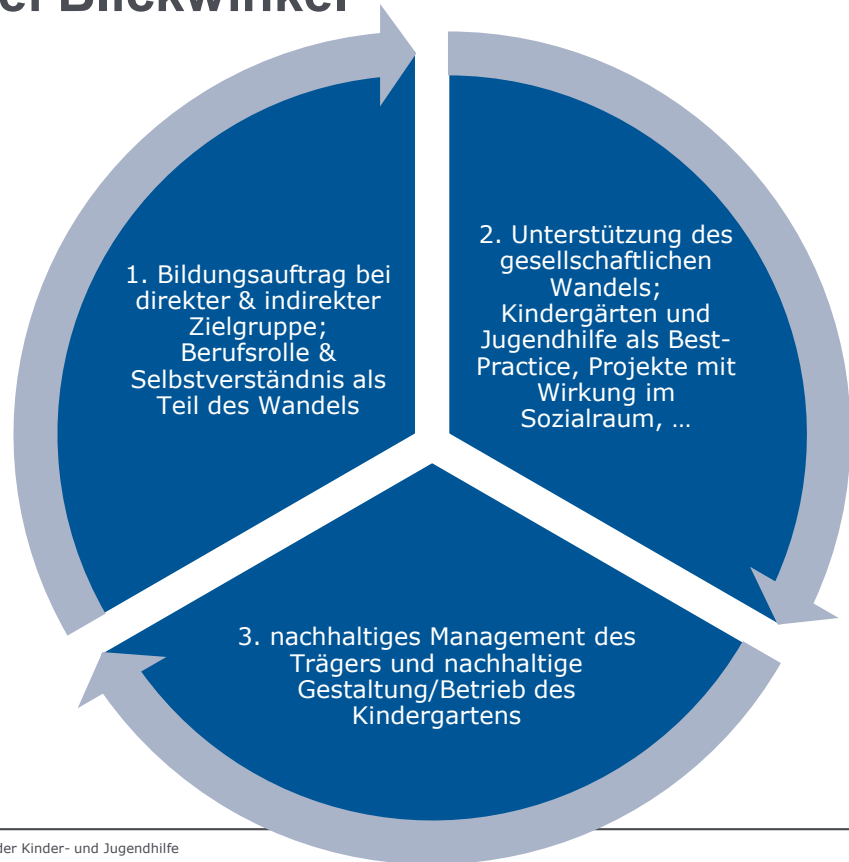 Blickwinkel
1. Bildungsauftrag bei
direkter & indirekter
Zielgruppe;
Berufsrolle &
Selbstverständnis als
Teil des Wandels
2. Unterstützung des
gesellschaftlichen
Wandels;
Kindergärten und
Jugendhilfe als Best-
Practice, Projekte mit
Wirkung im
Sozialraum, …
3. nachhaltiges Management des
Trägers und nachhaltige
Gestaltung/Betrieb des
Kindergartens
der Kinder- und Jugendhilfe